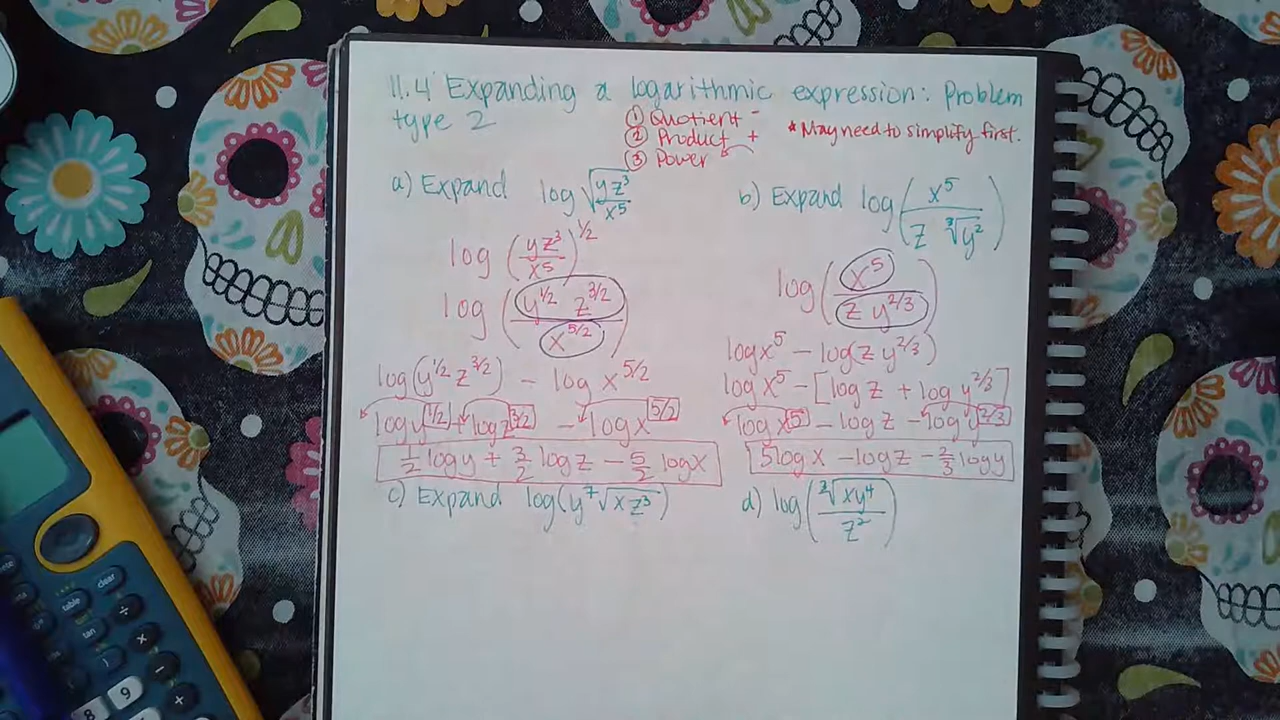 11.4 Expanding a logarithmic expression: Problem
type 2
① Quotient −
② Product +
③ Power
* May need to simplify first.
a) Expand log √(yz³/x⁵)
log (yz³/x⁵)^(1/2)
log (y^(1/2) z^(3/2) / x^(5/2))
log(y^(1/2) z^(3/2)) − log x^(5/2)
log y^(1/2) + log z^(3/2) − log x^(5/2)
1/2 log y + 3/2 log z − 5/2 log x
b) Expand log (x⁵ / (z ∛y²))
log (x⁵ / (z y^(2/3)))
log x⁵ − log(z y^(2/3))
log x⁵ − [log z + log y^(2/3)]
log x⁵ − log z − log y^(2/3)
5 log x − log z − 2/3 log y
c) Expand log(y⁷ √(xz³))
d) log (∛(xy⁴) / z²)
table
clear
tan
÷
×
−
+
8
9